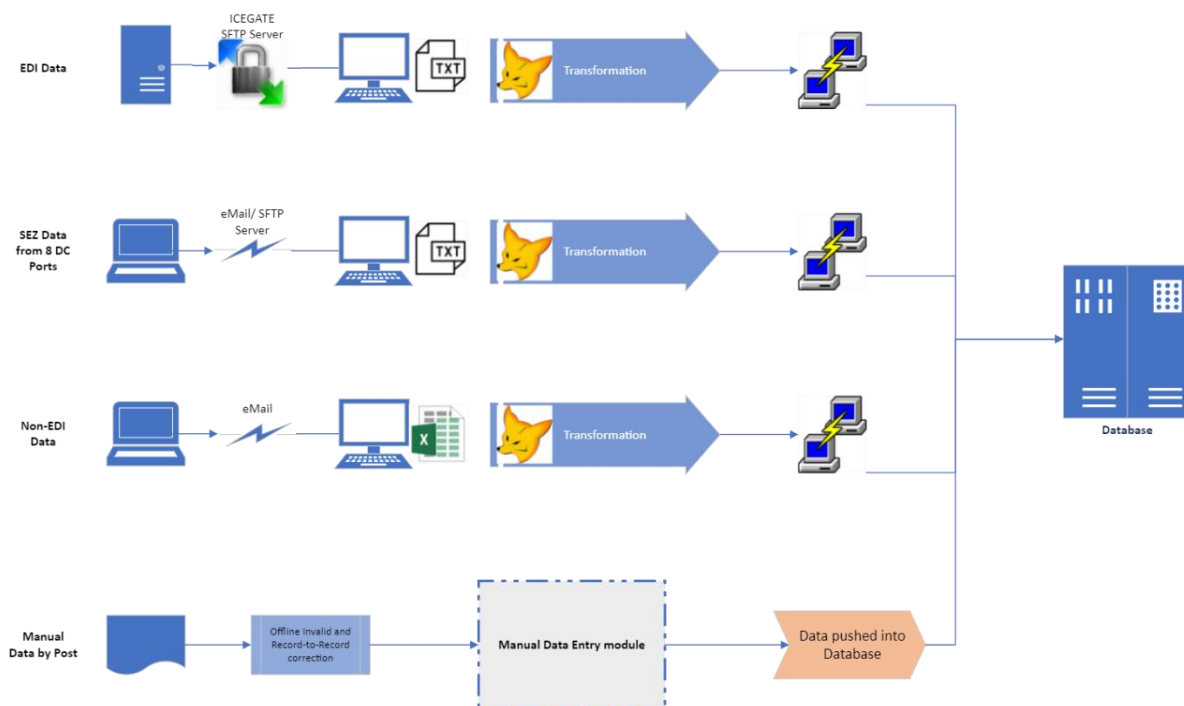 ICEGATE
SFTP Server
EDI Data
TXT
Transformation
eMail/ SFTP
Server
SEZ Data
from 8 DC
Ports
TXT
Transformation
Database
eMail
Non-EDI
Data
X
Transformation
Manual
Data by Post
Offline Invalid and
Record-to-Record
correction
Manual Data Entry module
Data pushed into
Database